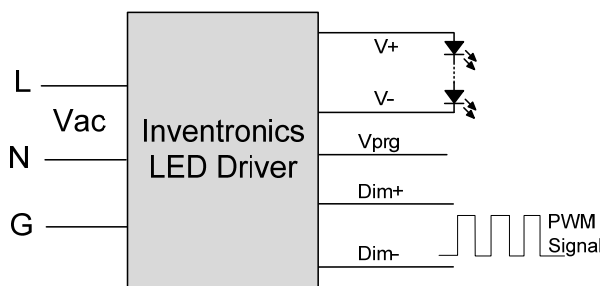 L
Vac
N
G
Inventronics
LED Driver
V+
V-
Vprg
Dim+
Dim-
PWM
Signal